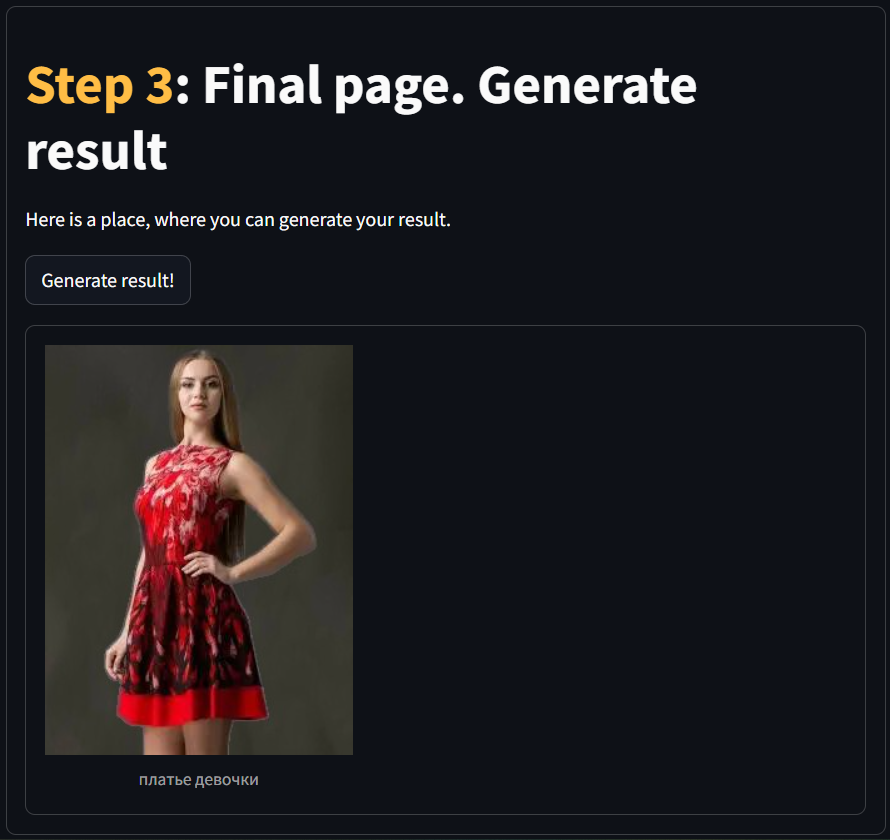 Step 3: Final page. Generate
result
Here is a place, where you can generate your result.
Generate result!
платье девочки